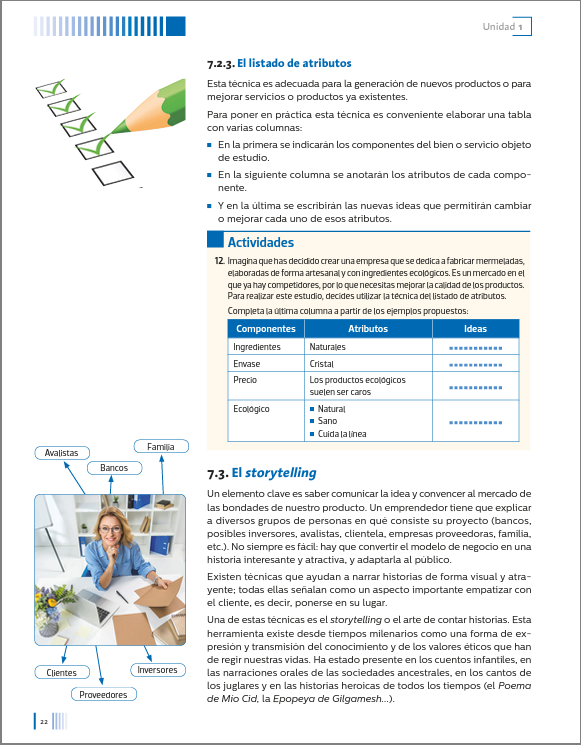 Unidad 1
7.2.3. El listado de atributos
Esta técnica es adecuada para la generación de nuevos productos o para
mejorar servicios o productos ya existentes.
Para poner en práctica esta técnica es conveniente elaborar una tabla
con varias columnas:
■ En la primera se indicarán los componentes del bien o servicio objeto
de estudio.
■ En la siguiente columna se anotarán los atributos de cada compo-
nente.
■ Y en la última se escribirán las nuevas ideas que permitirán cambiar
o mejorar cada uno de esos atributos.
Actividades
12. Imagina que has decidido crear una empresa que se dedica a fabricar mermeladas,
elaboradas de forma artesanal y con ingredientes ecológicos. Es un mercado en el
que ya hay competidores, por lo que necesitas mejorar la calidad de los productos.
Para realizar este estudio, decides utilizar la técnica del listado de atributos.
Completa la última columna a partir de los ejemplos propuestos:
Componentes Atributos Ideas
Ingredientes Naturales
Envase Cristal
Precio Los productos ecológicos
suelen ser caros
Ecológico ■ Natural
■ Sano
■ Cuida la línea
Avalistas
Familia
Bancos
Clientes
Inversores
Proveedores
7.3. El storytelling
Un elemento clave es saber comunicar la idea y convencer al mercado de
las bondades de nuestro producto. Un emprendedor tiene que explicar
a diversos grupos de personas en qué consiste su proyecto (bancos,
posibles inversores, avalistas, clientela, empresas proveedoras, familia,
etc.). No siempre es fácil: hay que convertir el modelo de negocio en una
historia interesante y atractiva, y adaptarla al público.
Existen técnicas que ayudan a narrar historias de forma visual y atra-
yente; todas ellas señalan como un aspecto importante empatizar con
el cliente, es decir, ponerse en su lugar.
Una de estas técnicas es el storytelling o el arte de contar historias. Esta
herramienta existe desde tiempos milenarios como una forma de ex-
presión y transmisión del conocimiento y de los valores éticos que han
de regir nuestras vidas. Ha estado presente en los cuentos infantiles, en
las narraciones orales de las sociedades ancestrales, en los cantos de
los juglares y en las historias heroicas de todos los tiempos (el Poema
de Mio Cid, la Epopeya de Gilgamesh...).
22